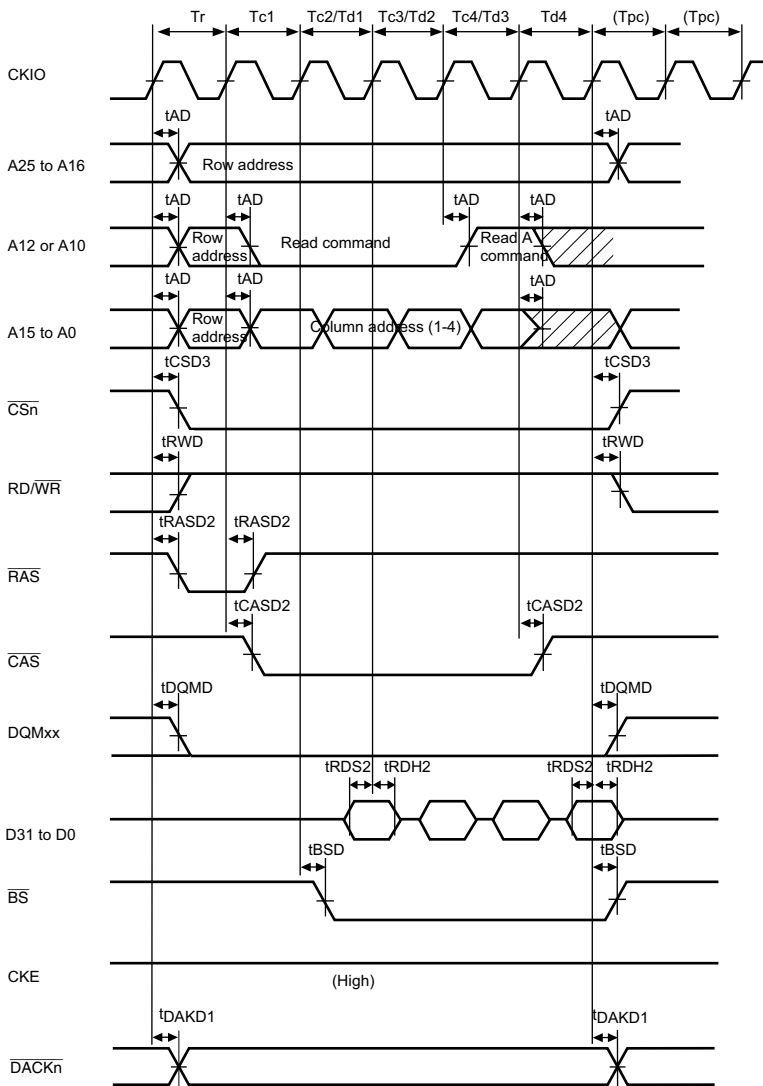 Tr Tc1 Tc2/Td1 Tc3/Td2 Tc4/Td3 Td4 (Tpc) (Tpc)
CKIO
tAD tAD
A25 to A16 Row address
tAD tAD tAD tAD
A12 or A10 Row address Read command Read A command
tAD tAD tAD
A15 to A0 Row address Column address (1-4)
tCSD3 tCSD3
CSn
tRWD tRWD
RD/WR
tRASD2 tRASD2
RAS
tCASD2 tCASD2
CAS
tDQMD tDQMD
DQMxx
tRDS2 tRDH2 tRDS2 tRDH2
D31 to D0
tBSD tBSD
BS
CKE (High)
tDAKD1 tDAKD1
DACKn